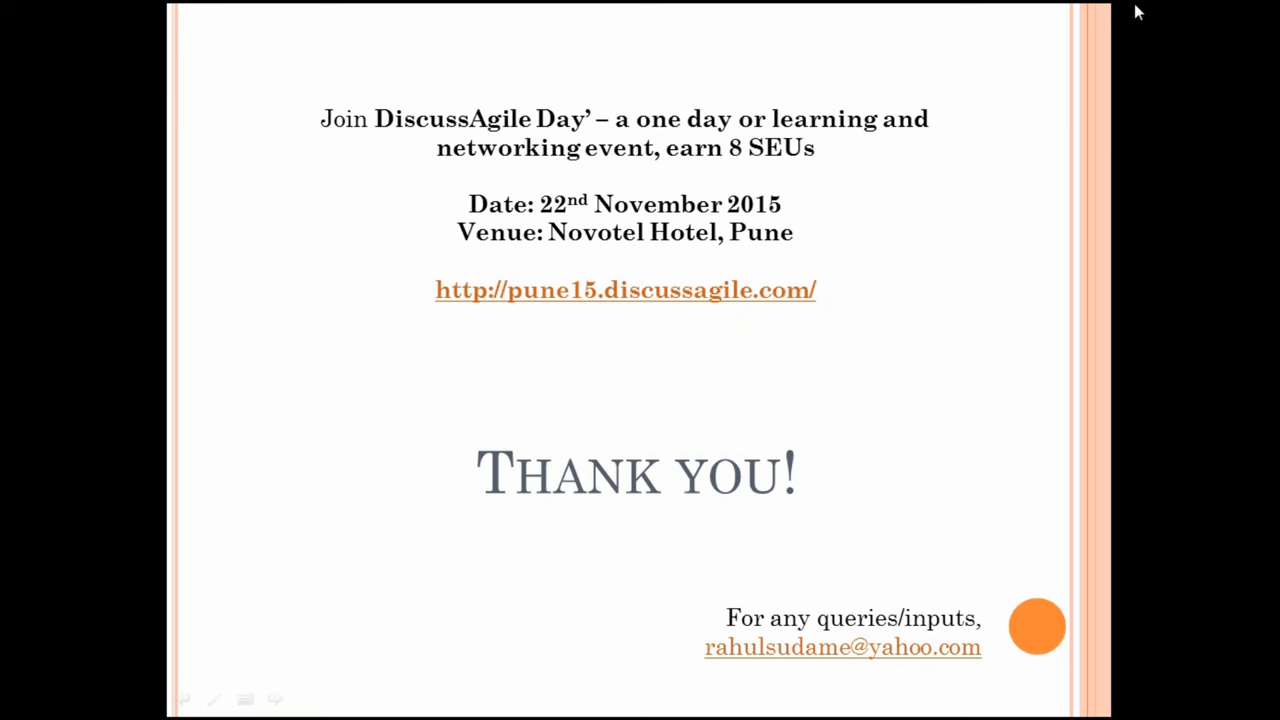 Join DiscussAgile Day’ – a one day or learning and
networking event, earn 8 SEUs
Date: 22nd November 2015
Venue: Novotel Hotel, Pune
http://pune15.discussagile.com/
THANK YOU!
For any queries/inputs,
rahulsudame@yahoo.com